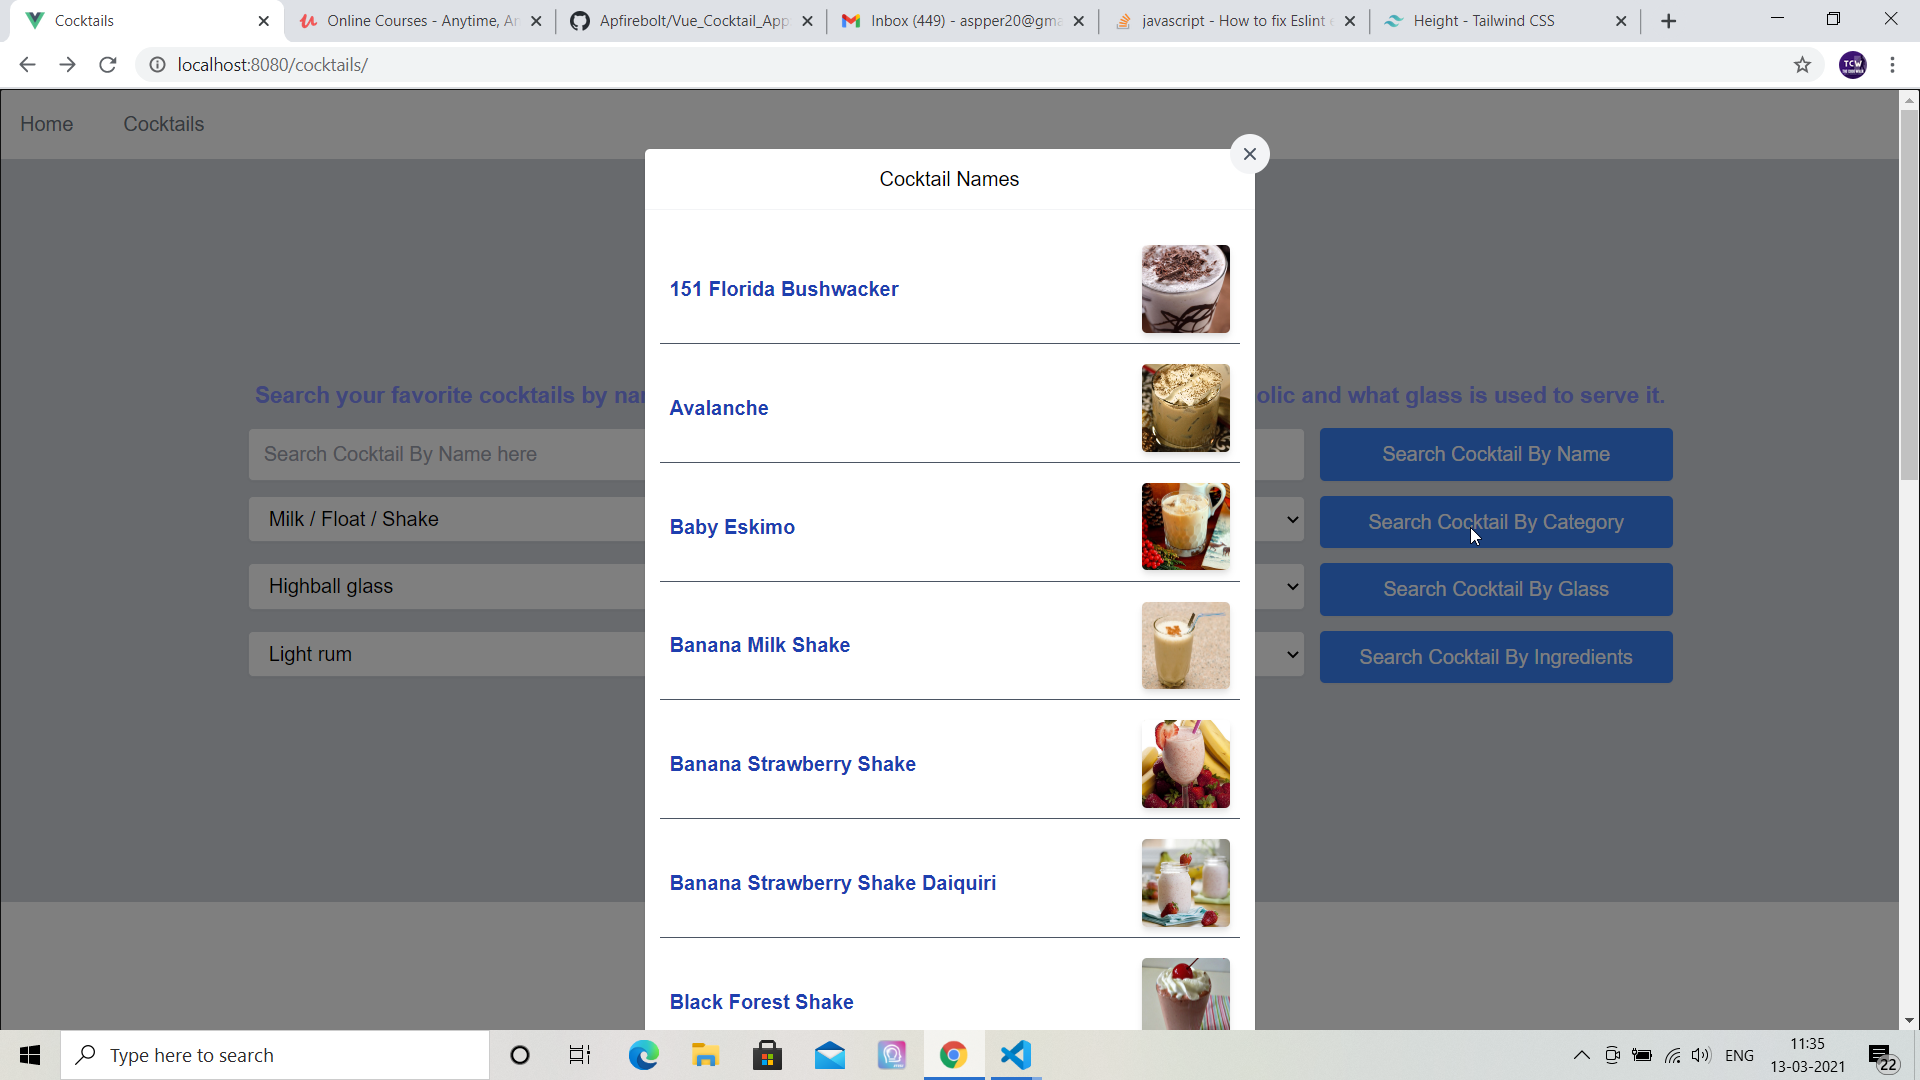 Cocktails
Online Courses - Anytime, An
Apfirebolt/Vue_Cocktail_App
Inbox (449) - aspper20@gma
javascript - How to fix Eslint e
Height - Tailwind CSS
localhost:8080/cocktails/
TCW
Home
Cocktails
Cocktail Names
151 Florida Bushwacker
Avalanche
Search your favorite cocktails by nam
olic and what glass is used to serve it.
Search Cocktail By Name here
Search Cocktail By Name
Milk / Float / Shake
Search Cocktail By Category
Baby Eskimo
Highball glass
Search Cocktail By Glass
Light rum
Search Cocktail By Ingredients
Banana Milk Shake
Banana Strawberry Shake
Banana Strawberry Shake Daiquiri
Black Forest Shake
Type here to search
ENG
11:35
13-03-2021
22